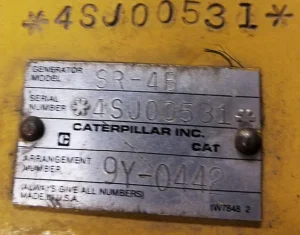 *4SJ00531*
GENERATOR
MODEL SR-4B
SERIAL
NUMBER *4SJ00531*
CATERPILLAR INC.
C CAT
ARRANGEMENT
NUMBER 9Y-0442
(ALWAYS GIVE ALL NUMBERS)
MADE IN U.S.A. 1W7848 2